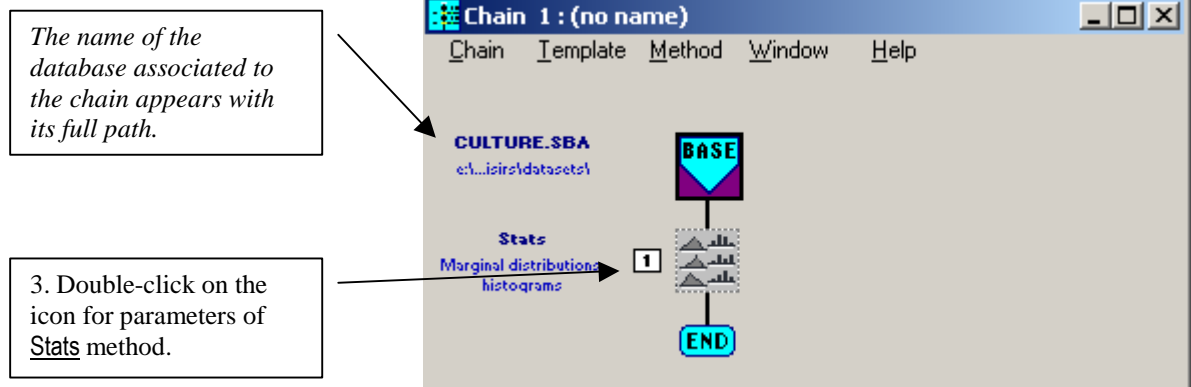 The name of the
database associated to
the chain appears with
its full path.
Chain 1 : (no name)
Chain Template Method Window Help
CULTURE.SBA
e:\...isirs\datasets\
BASE
Stats
Marginal distributions
histograms
1
3. Double-click on the
icon for parameters of
Stats method.
END